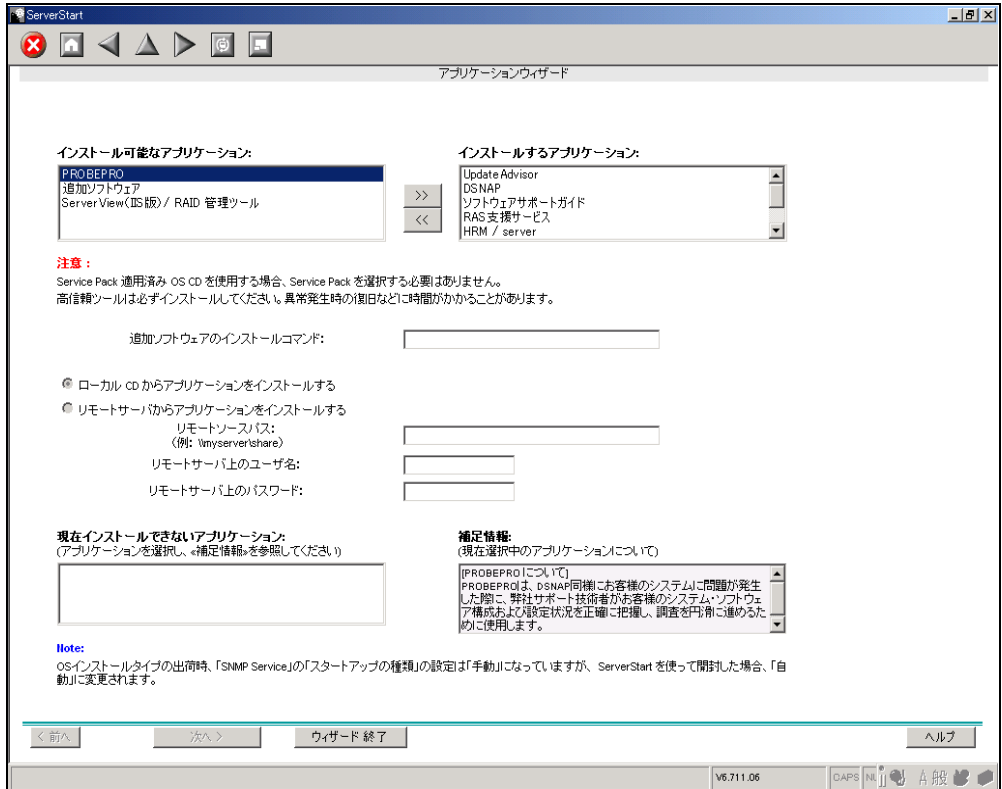 ServerStart
アプリケーションウィザード
インストール可能なアプリケーション:
PROBEPRO
追加ソフトウェア
ServerView(IIS版)/ RAID 管理ツール
>>
<<
インストールするアプリケーション:
UpdateAdvisor
DSNAP
ソフトウェアサポートガイド
RAS支援サービス
HRM / server
注意：
Service Pack 適用済み OS CD を使用する場合、Service Pack を選択する必要はありません。
高信頼ツールは必ずインストールしてください。異常発生時の復旧などに時間がかかることがあります。
追加ソフトウェアのインストールコマンド:
ローカル CD からアプリケーションをインストールする
リモートサーバからアプリケーションをインストールする
リモートソースパス:
(例: \\myserver\share)
リモートサーバ上のユーザ名:
リモートサーバ上のパスワード:
現在インストールできないアプリケーション:
(アプリケーションを選択し、«補足情報»を参照してください)
補足情報:
(現在選択中のアプリケーションについて)
[PROBEPROについて]
PROBEPROは、DSNAP同様にお客様のシステムに問題が発生
した際に、弊社サポート技術者がお客様のシステム・ソフトウェ
ア構成および設定状況を正確に把握し、調査を円滑に進めるた
めに使用します。
Note:
OSインストールタイプの出荷時、「SNMP Service」の「スタートアップの種類」の設定は「手動」になっていますが、ServerStart を使って開封した場合、「自
動」に変更されます。
< 前へ
次へ >
ウィザード 終了
ヘルプ
V6.711.06
CAPS
A 般